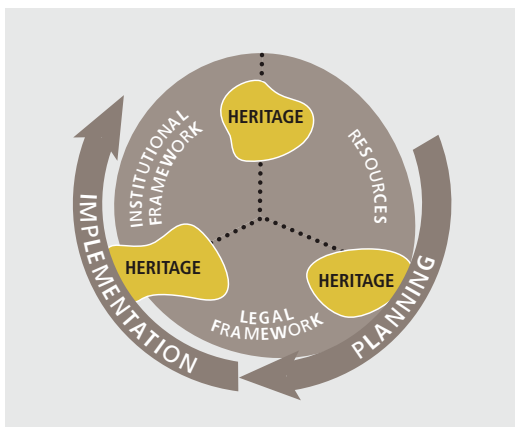 HERITAGE
INSTITUTIONAL
FRAMEWORK
RESOURCES
HERITAGE
HERITAGE
LEGAL
FRAMEWORK
IMPLEMENTATION
PLANNING